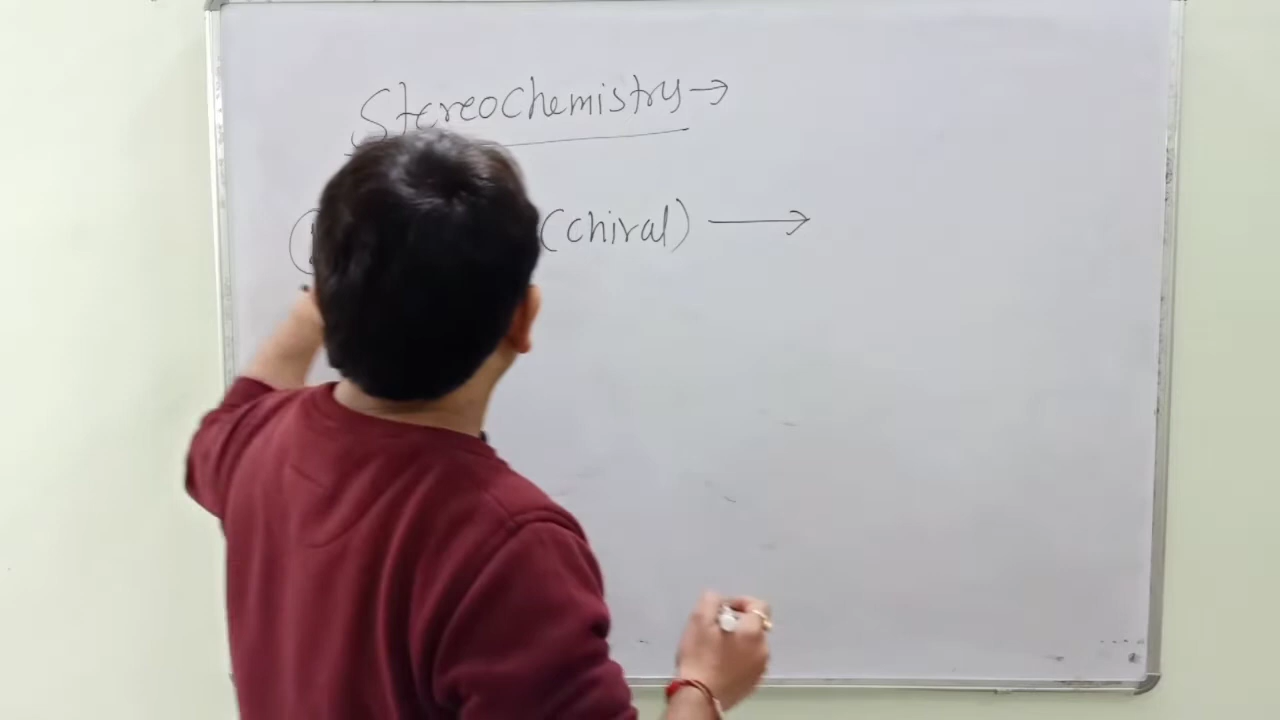 Stereochemistry →
(chiral) →